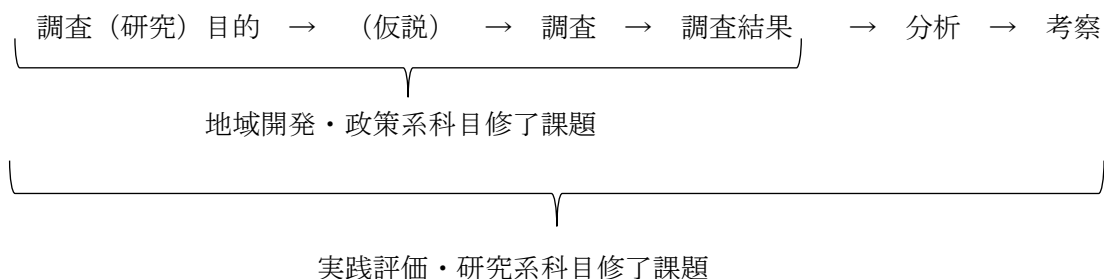 調査（研究）目的 → （仮説） → 調査 → 調査結果 → 分析 → 考察
地域開発・政策系科目修了課題
実践評価・研究系科目修了課題